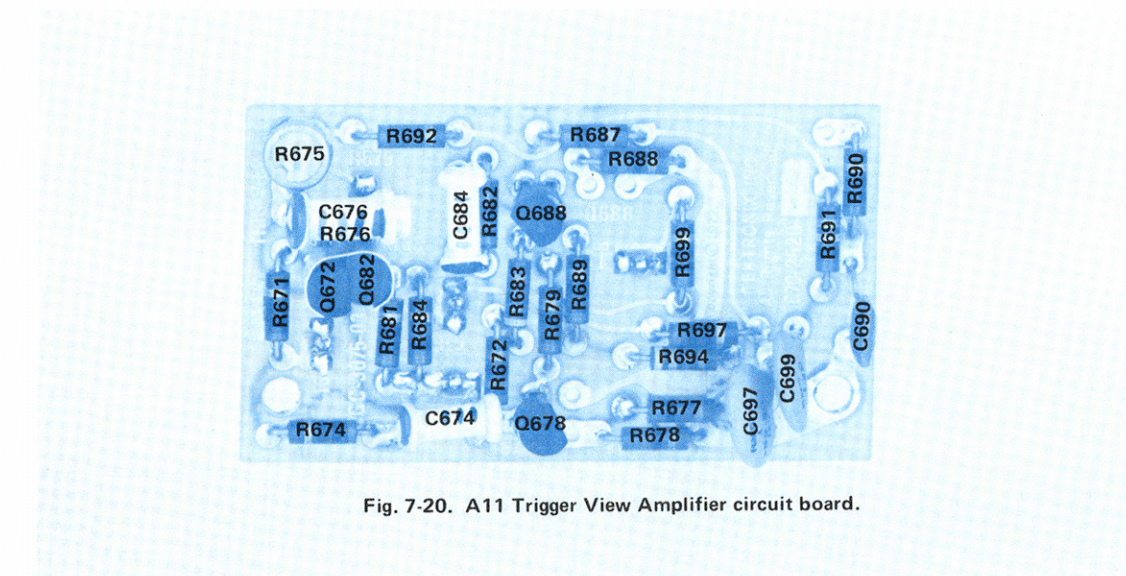 R692
R687
R675
R688
R690
C676
R676
C684
R682
Q688
R691
R699
R671
Q672
Q682
R683
R679
R689
R681
R684
R672
R697
R694
C690
C699
C697
R677
R678
C674
Q678
R674
Fig. 7-20. A11 Trigger View Amplifier circuit board.